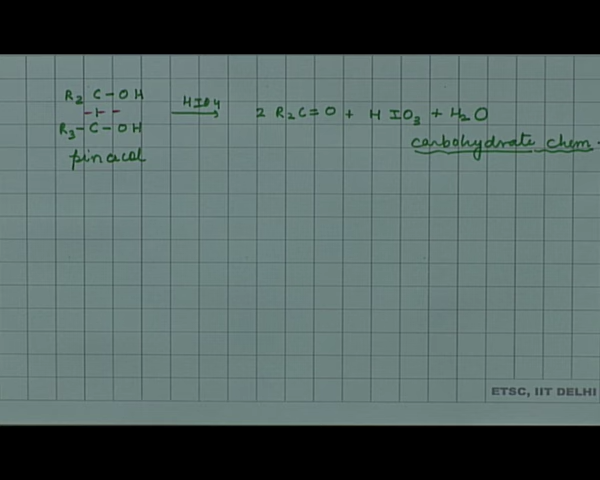 R₂ C-OH
HIO4
2 R₂C=O + HIO₃ + H₂O
R₃-C-OH
carbohydrate chem.
pinacol
ETSC, IIT DELHI